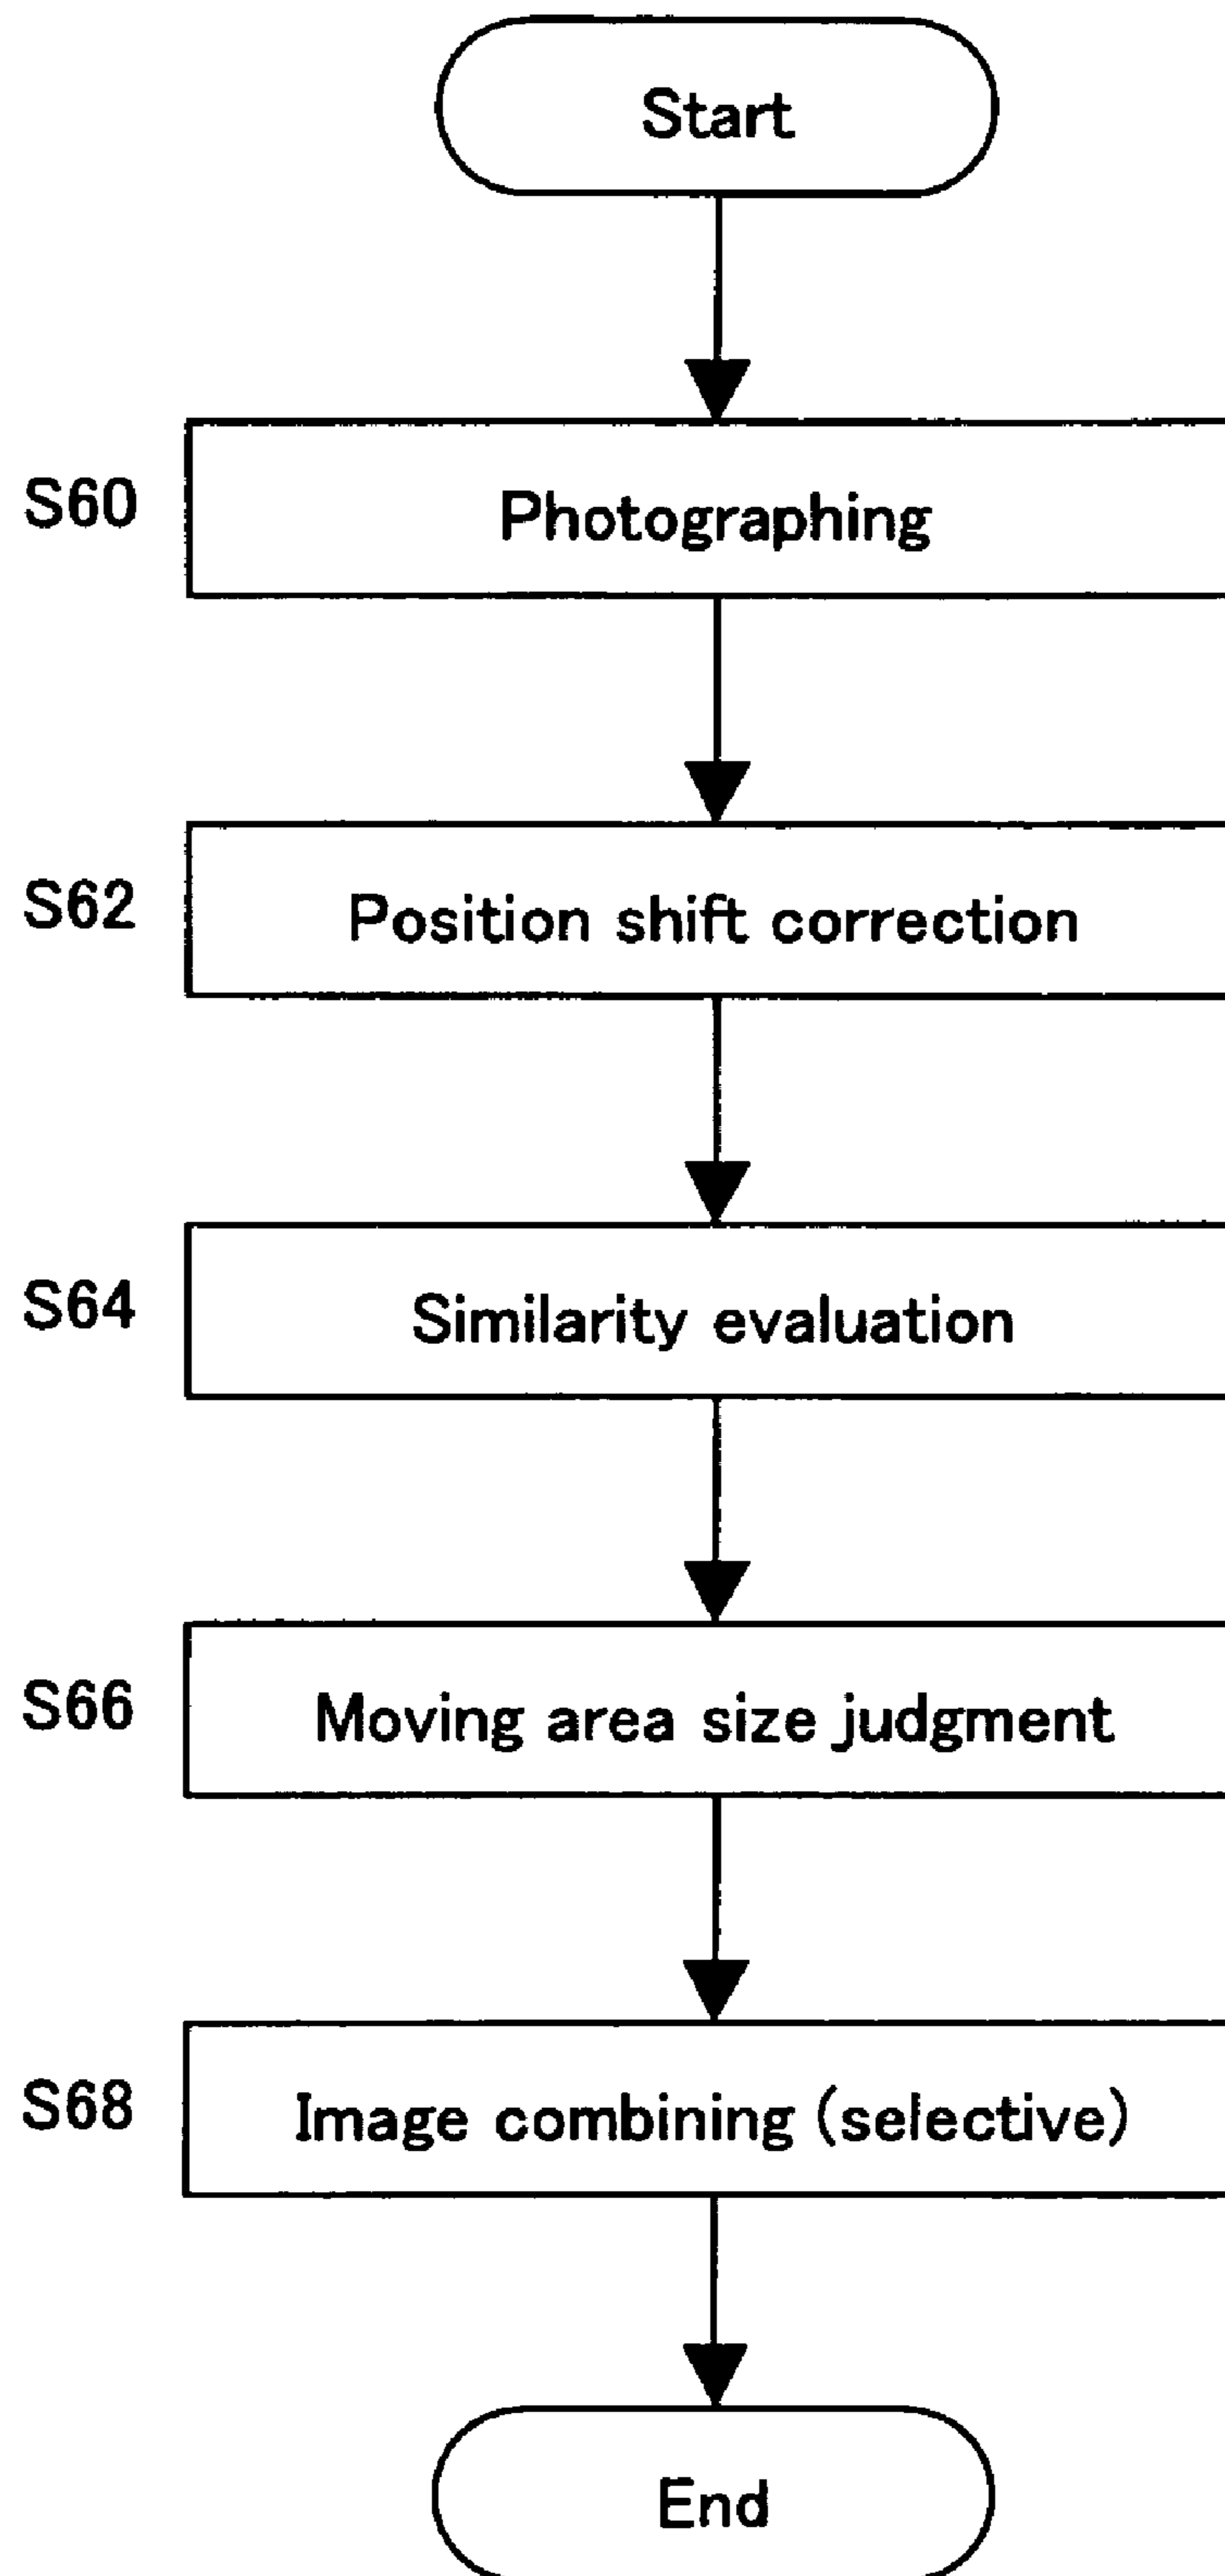 Start
S60 Photographing
S62 Position shift correction
S64 Similarity evaluation
S66 Moving area size judgment
S68 Image combining (selective)
End